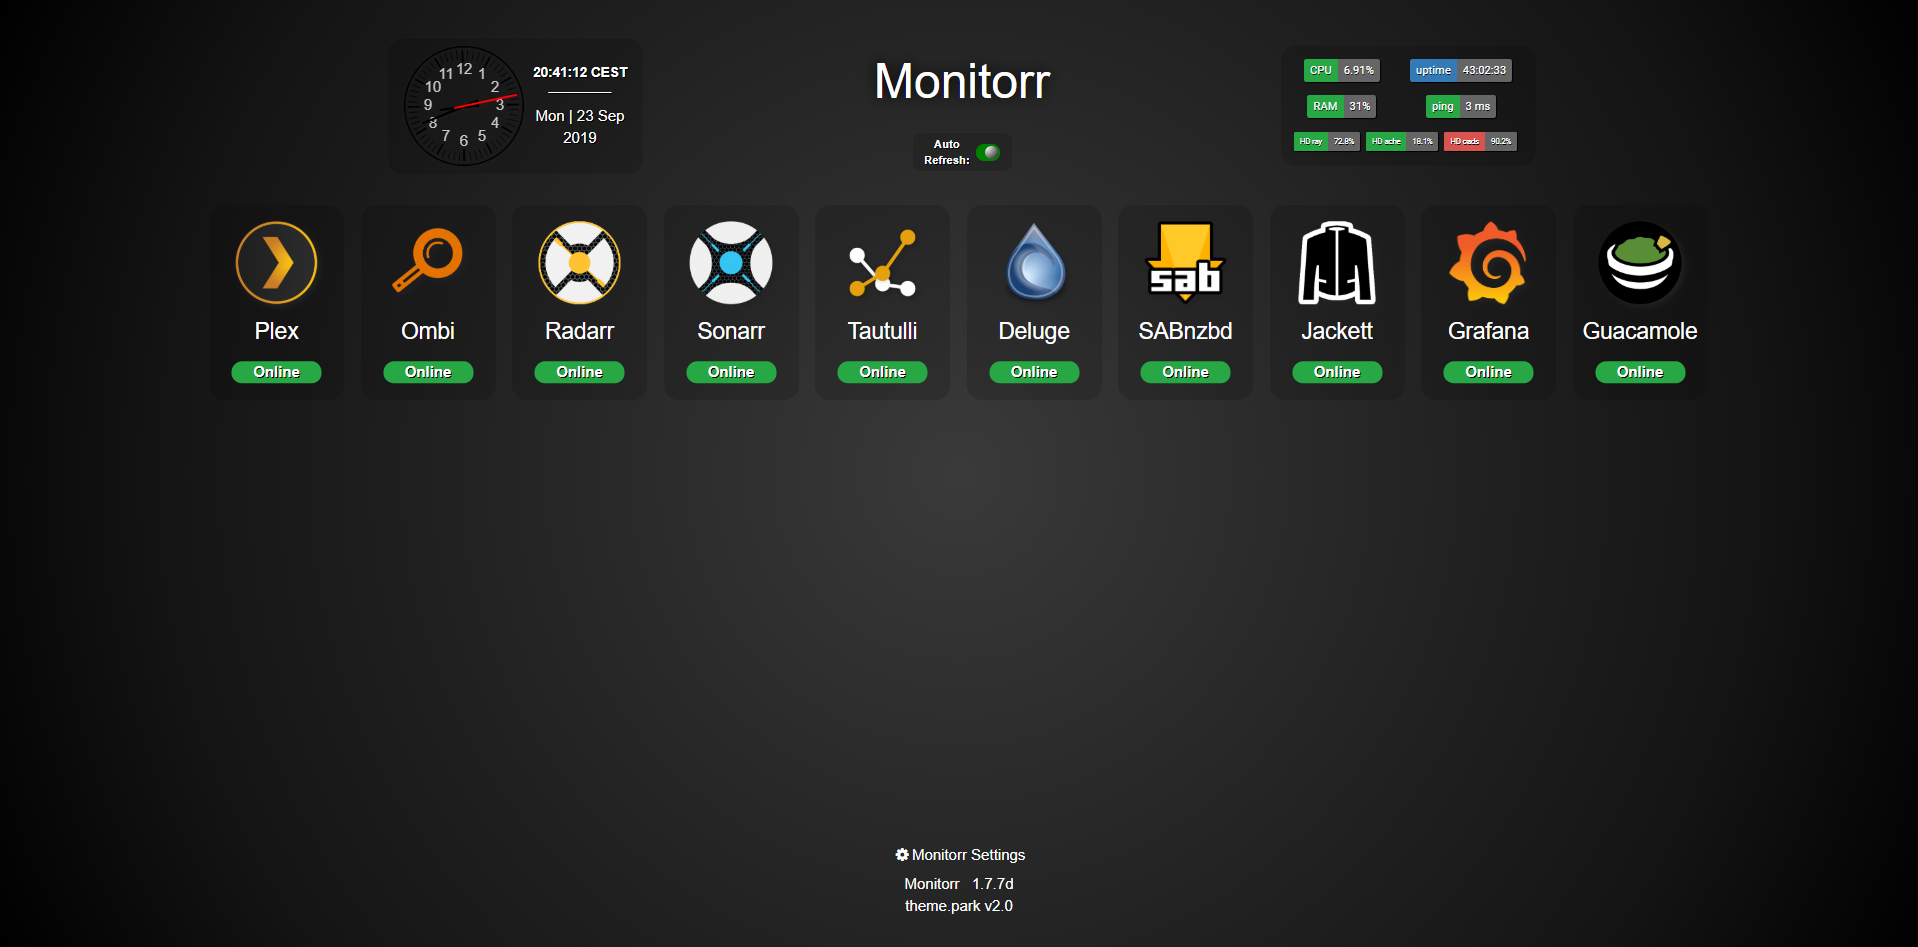 12
1
2
3
4
5
6
7
8
9
10
11
20:41:12 CEST
Mon | 23 Sep
2019
Monitorr
Auto
Refresh:
CPU 6.91%
uptime 43:02:33
RAM 31%
ping 3 ms
HD ray 72.8%
HD ache 18.1%
HD oads 90.2%
sab
Plex
Ombi
Radarr
Sonarr
Tautulli
Deluge
SABnzbd
Jackett
Grafana
Guacamole
Online
Online
Online
Online
Online
Online
Online
Online
Online
Online
Monitorr Settings
Monitorr 1.7.7d
theme.park v2.0